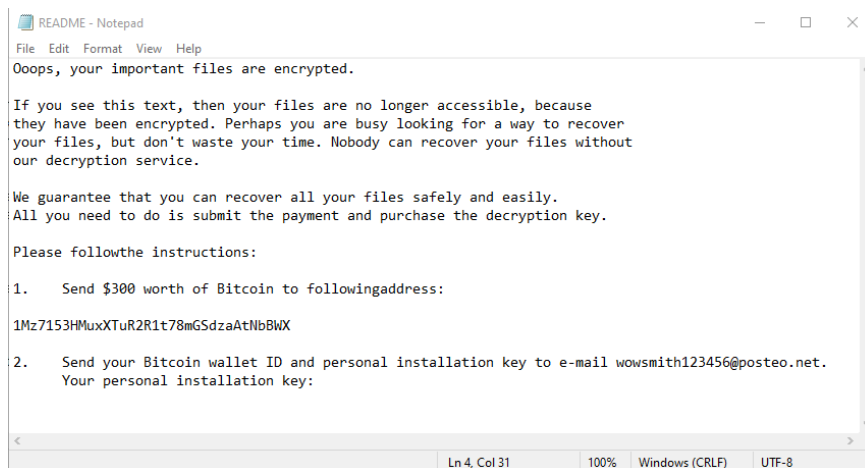 README - Notepad
File Edit Format View Help
Ooops, your important files are encrypted.
If you see this text, then your files are no longer accessible, because
they have been encrypted. Perhaps you are busy looking for a way to recover
your files, but don't waste your time. Nobody can recover your files without
our decryption service.
We guarantee that you can recover all your files safely and easily.
All you need to do is submit the payment and purchase the decryption key.
Please followthe instructions:
1. Send $300 worth of Bitcoin to followingaddress:
1Mz7153HMuxXTuR2R1t78mGSdzaAtNbBWX
2. Send your Bitcoin wallet ID and personal installation key to e-mail wowsmith123456@posteo.net.
Your personal installation key:
Ln 4, Col 31 100% Windows (CRLF) UTF-8